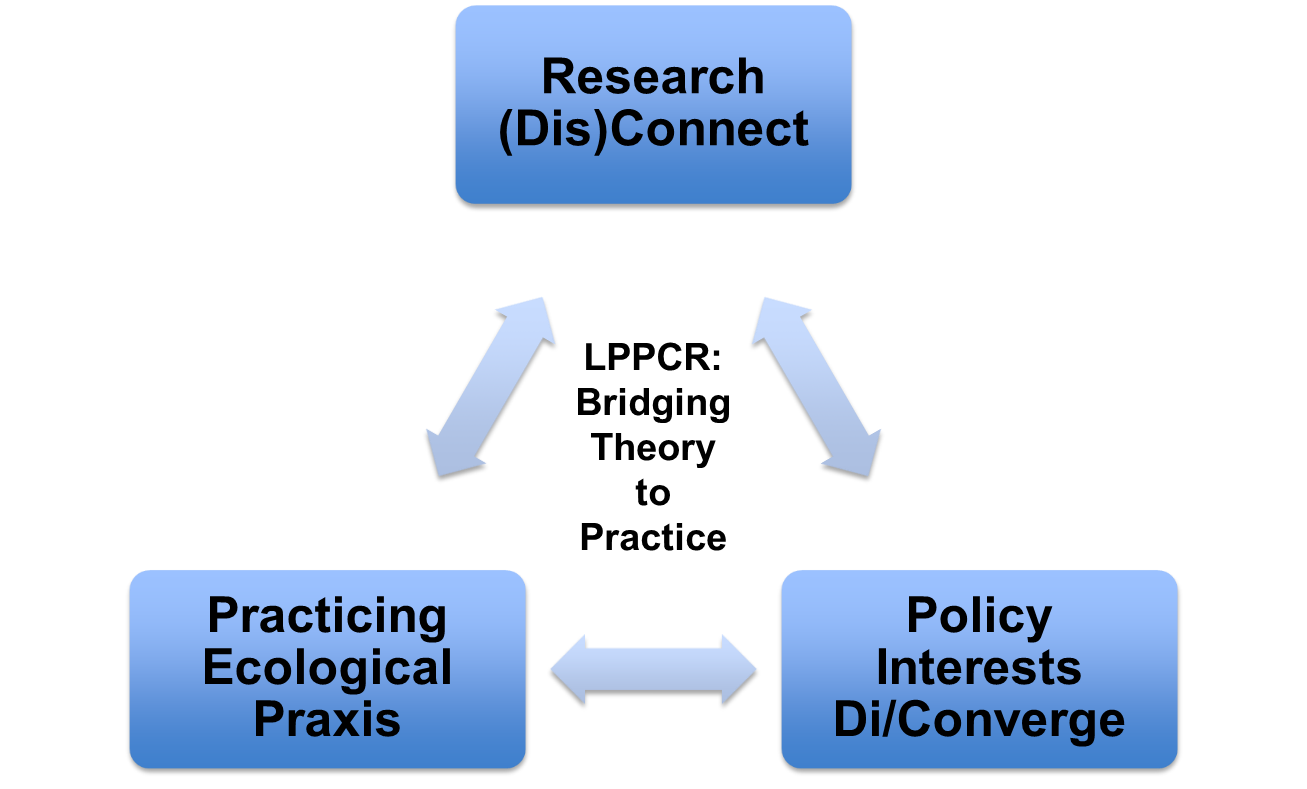 Research
(Dis)Connect
LPPCR:
Bridging
Theory
to
Practice
Practicing
Ecological
Praxis
Policy
Interests
Di/Converge